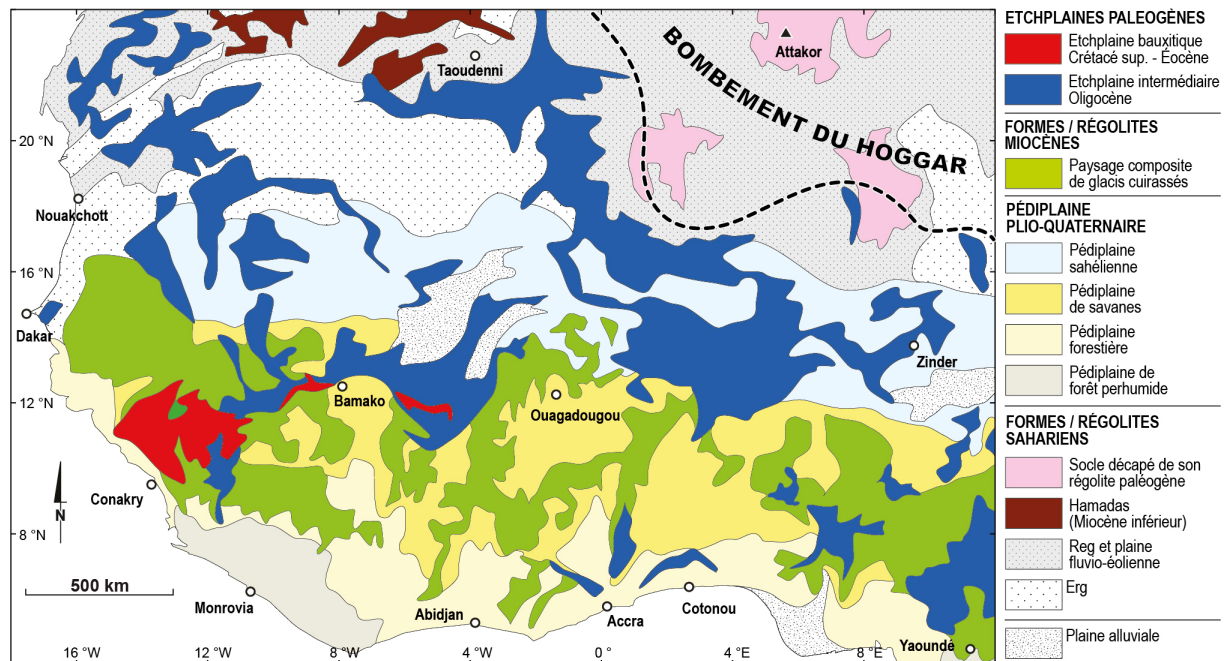 BOMBEMENT DU HOGGAR
Attakor
Taoudenni
20 °N
Nouakchott
16 °N
Dakar
Zinder
12 °N
Bamako
Ouagadougou
Conakry
N
8 °N
500 km
Monrovia
Abidjan
Accra
Cotonou
Yaoundé
16 °W
12 °W
8 °W
4 °W
0 °
4 °E
8 °E
ETCHPLAINES PALEOGÈNES
Etchplaine bauxitique
Crétacé sup. - Éocène
Etchplaine intermédiaire
Oligocène
FORMES / RÉGOLITES
MIOCÈNES
Paysage composite
de glacis cuirassés
PÉDIPLAINE
PLIO-QUATERNAIRE
Pédiplaine
sahélienne
Pédiplaine
de savanes
Pédiplaine
forestière
Pédiplaine de
forêt perhumide
FORMES / RÉGOLITES
SAHARIENS
Socle décapé de son
régolite paléogène
Hamadas
(Miocène inférieur)
Reg et plaine
fluvio-éolienne
Erg
Plaine alluviale